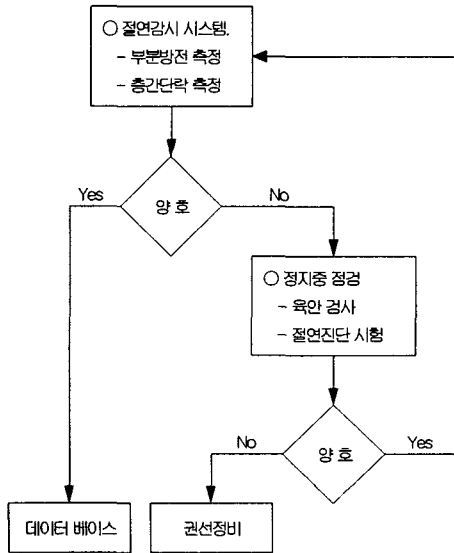 ○ 절연감시 시스템.
- 부분방전 측정
- 층간단락 측정
Yes
양 호
No
○ 정지중 점검
- 육안 검사
- 절연진단 시험
No
양 호
Yes
데이터 베이스
권선정비